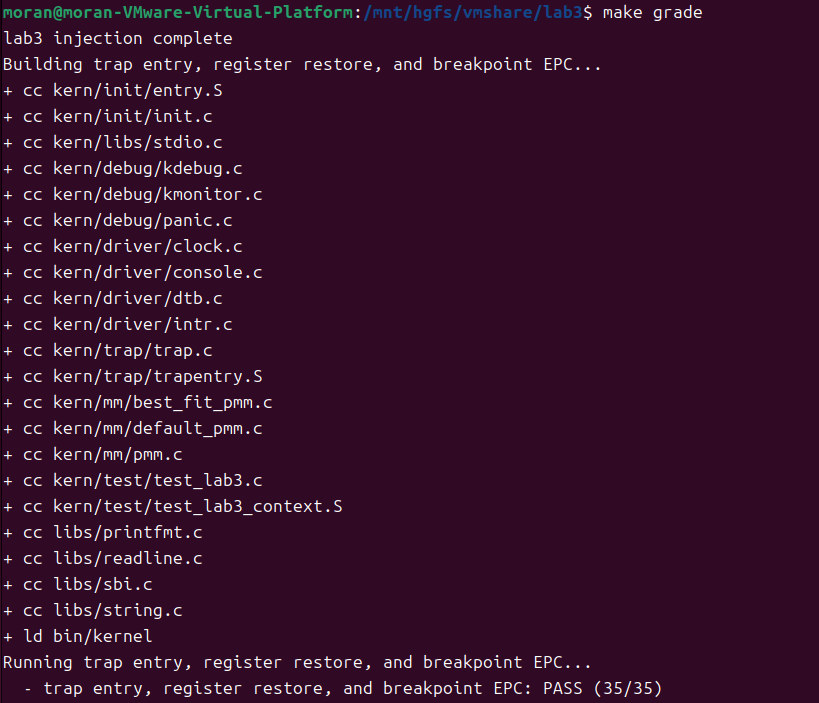 moran@moran-VMware-Virtual-Platform:/mnt/hgfs/vmshare/lab3$ make grade
lab3 injection complete
Building trap entry, register restore, and breakpoint EPC...
+ cc kern/init/entry.S
+ cc kern/init/init.c
+ cc kern/libs/stdio.c
+ cc kern/debug/kdebug.c
+ cc kern/debug/kmonitor.c
+ cc kern/debug/panic.c
+ cc kern/driver/clock.c
+ cc kern/driver/console.c
+ cc kern/driver/dtb.c
+ cc kern/driver/intr.c
+ cc kern/trap/trap.c
+ cc kern/trap/trapentry.S
+ cc kern/mm/best_fit_pmm.c
+ cc kern/mm/default_pmm.c
+ cc kern/mm/pmm.c
+ cc kern/test/test_lab3.c
+ cc kern/test/test_lab3_context.S
+ cc libs/printfmt.c
+ cc libs/readline.c
+ cc libs/sbi.c
+ cc libs/string.c
+ ld bin/kernel
Running trap entry, register restore, and breakpoint EPC...
  - trap entry, register restore, and breakpoint EPC: PASS (35/35)